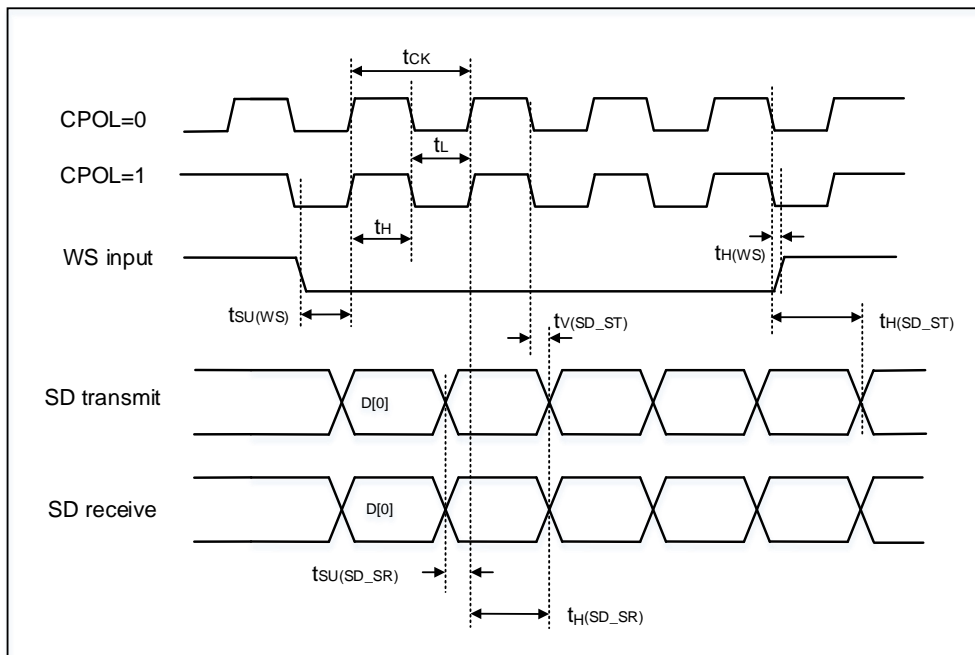 tCK
CPOL=0
tL
CPOL=1
tH
tH(WS)
WS input
tSU(WS)
tV(SD_ST)
tH(SD_ST)
SD transmit
D[0]
SD receive
D[0]
tSU(SD_SR)
tH(SD_SR)